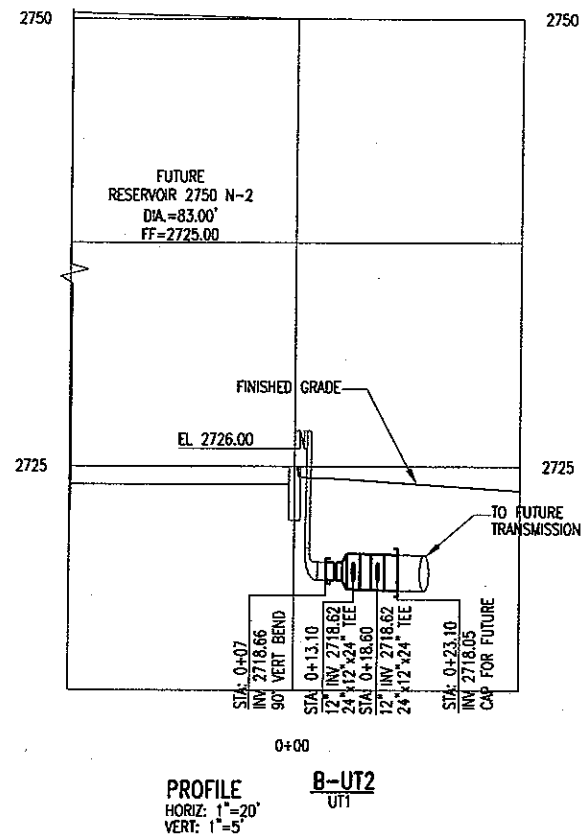 2750
2750
FUTURE
RESERVOIR 2750 N-2
DIA.=83.00'
FF=2725.00
FINISHED GRADE
EL 2726.00
2725
2725
TO FUTURE
TRANSMISSION
STA: 0+07
INV 2718.66
90° VERT BEND
STA: 0+13.10
12" INV 2718.62
24"x12"x24" TEE
STA: 0+18.60
12" INV 2718.62
24"x12"x24" TEE
STA: 0+23.10
INV 2718.05
CAP FOR FUTURE
0+00
PROFILE
HORIZ: 1"=20'
VERT: 1"=5'
B-UT2
UT1